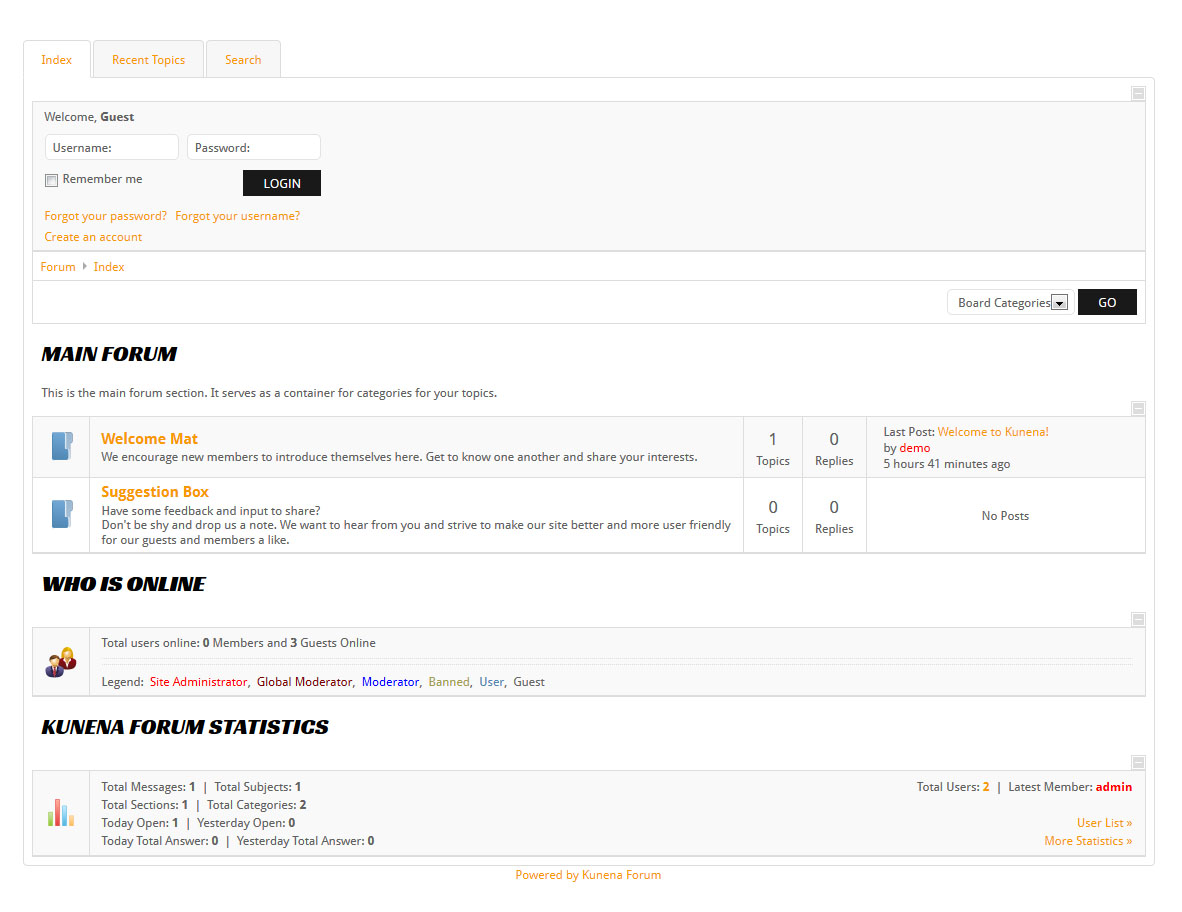 Index Recent Topics Search
Welcome, Guest
Username: Password:
Remember me LOGIN
Forgot your password? Forgot your username?
Create an account
Forum Index
Board Categories GO
MAIN FORUM
This is the main forum section. It serves as a container for categories for your topics.
Welcome Mat
We encourage new members to introduce themselves here. Get to know one another and share your interests.
1
Topics
0
Replies
Last Post: Welcome to Kunena!
by demo
5 hours 41 minutes ago
Suggestion Box
Have some feedback and input to share?
Don't be shy and drop us a note. We want to hear from you and strive to make our site better and more user friendly
for our guests and members a like.
0
Topics
0
Replies
No Posts
WHO IS ONLINE
Total users online: 0 Members and 3 Guests Online
Legend: Site Administrator, Global Moderator, Moderator, Banned, User, Guest
KUNENA FORUM STATISTICS
Total Messages: 1 | Total Subjects: 1
Total Sections: 1 | Total Categories: 2
Today Open: 1 | Yesterday Open: 0
Today Total Answer: 0 | Yesterday Total Answer: 0
Total Users: 2 | Latest Member: admin
User List »
More Statistics »
Powered by Kunena Forum